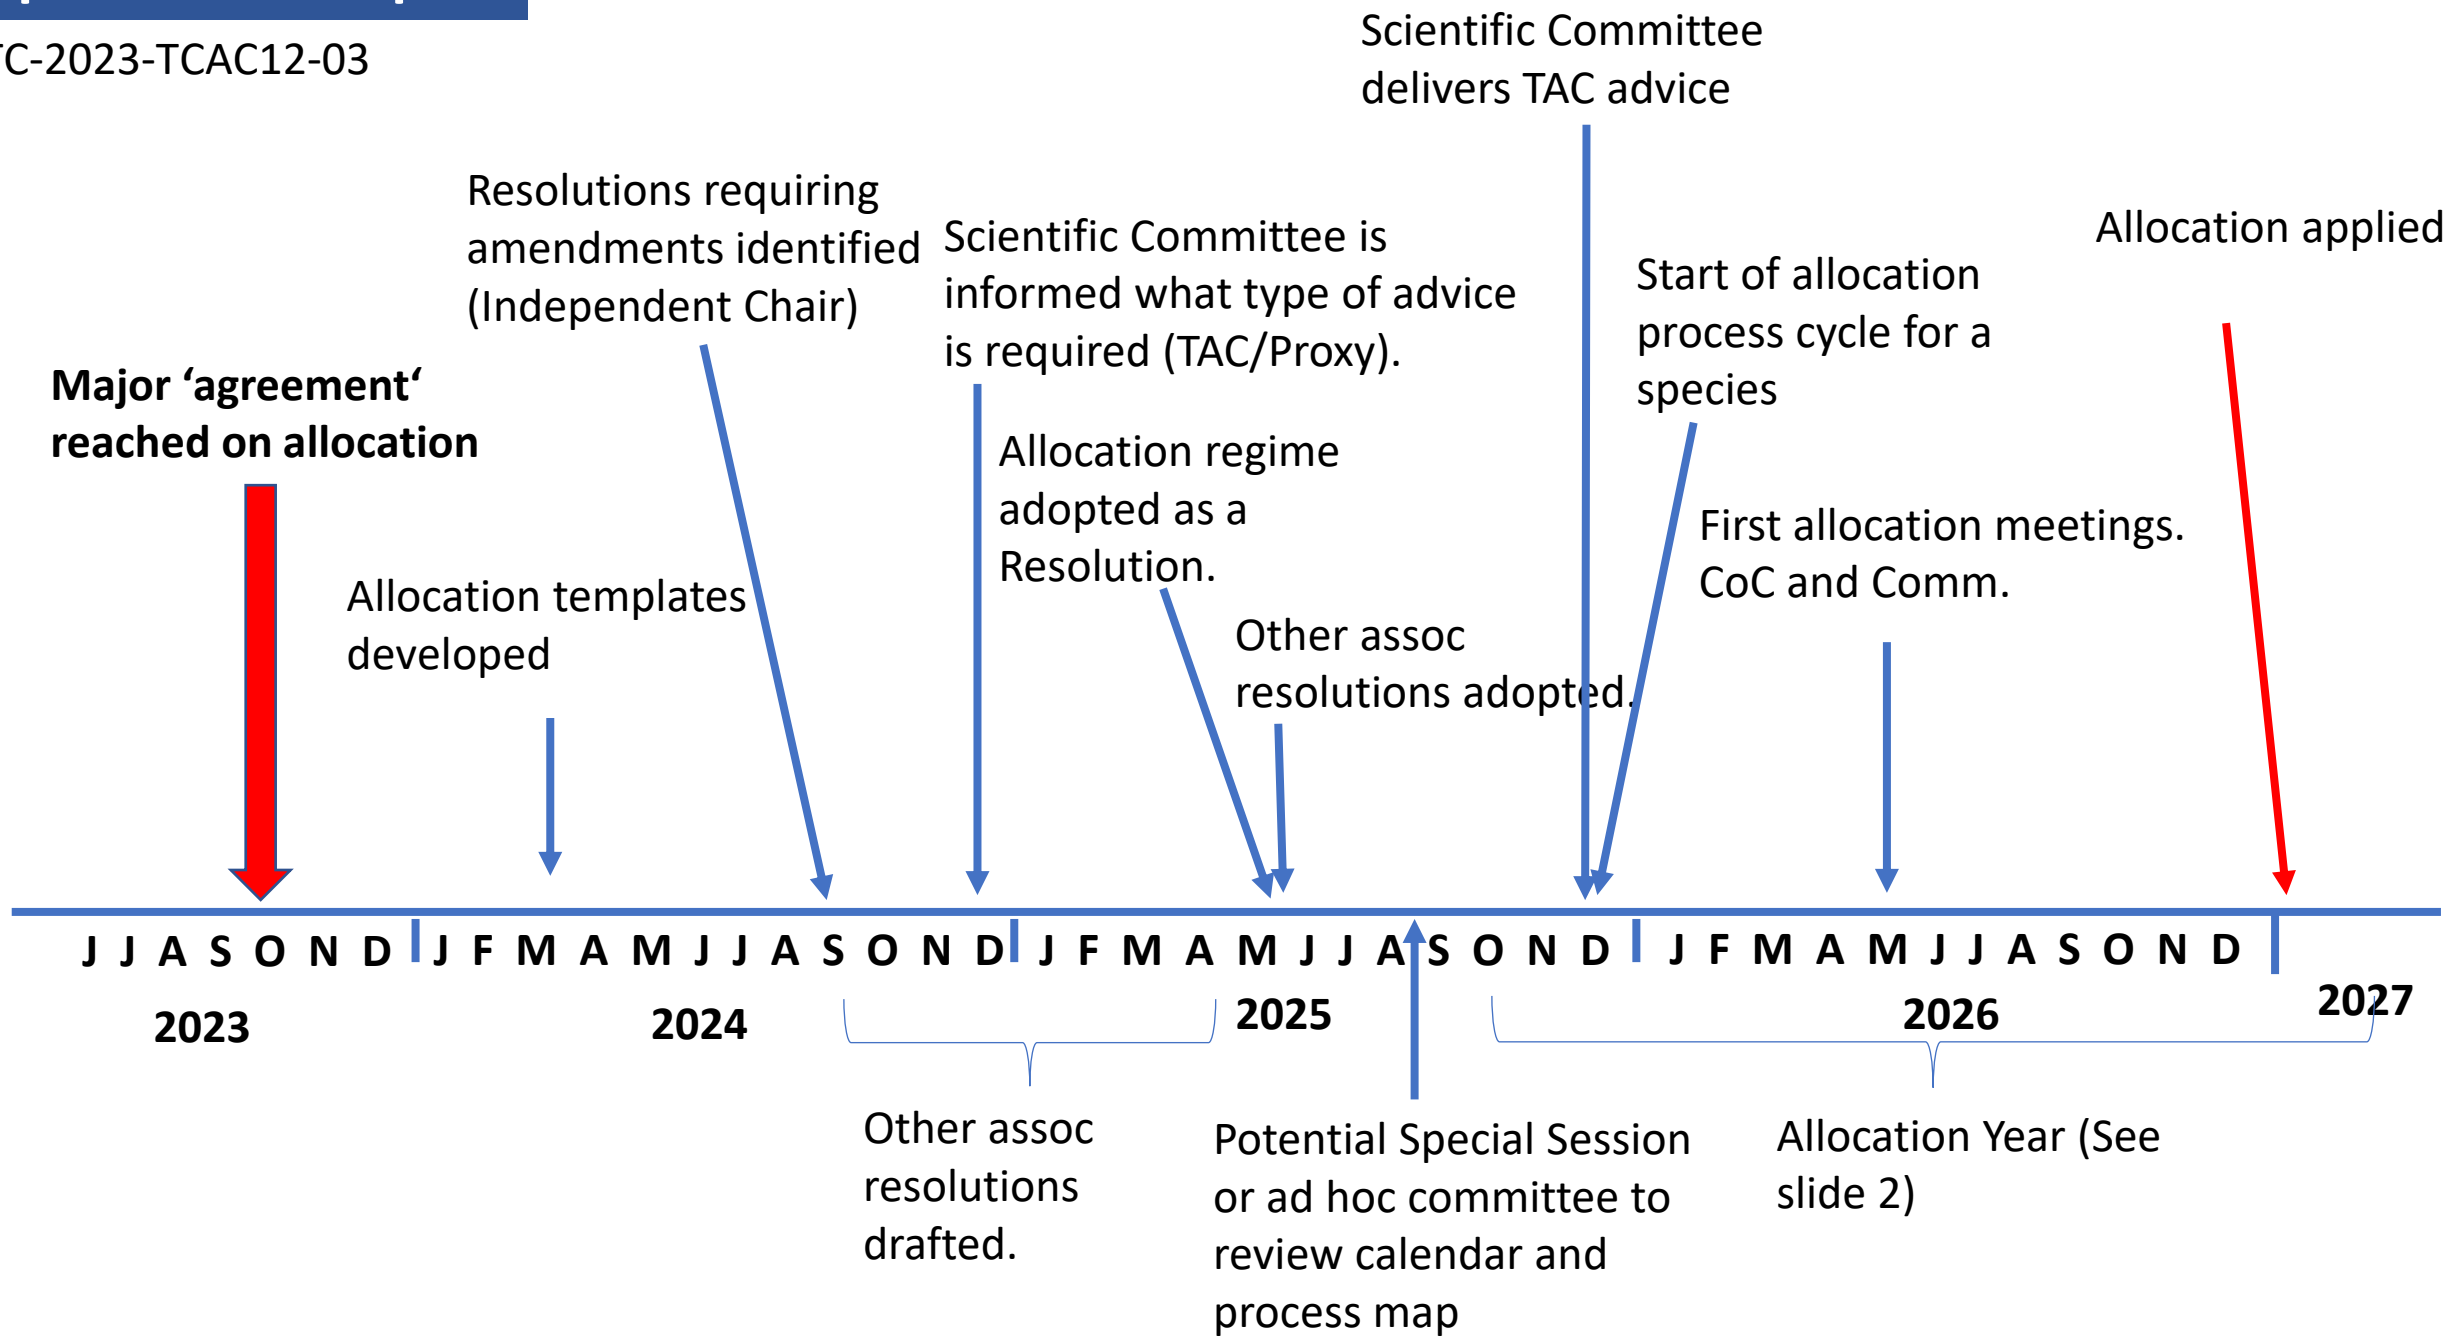 TC-2023-TCAC12-03
Scientific Committee
delivers TAC advice
Resolutions requiring
amendments identified
(Independent Chair)
Scientific Committee is
informed what type of advice
is required (TAC/Proxy).
Allocation applied
Start of allocation
process cycle for a
species
Major ‘agreement‘
reached on allocation
Allocation regime
adopted as a
Resolution.
First allocation meetings.
CoC and Comm.
Allocation templates
developed
Other assoc
resolutions adopted.
J J A S O N D J F M A M J J A S O N D J F M A M J J A S O N D J F M A M J J A S O N D
2023
2024
2025
2026
2027
Other assoc
resolutions
drafted.
Potential Special Session
or ad hoc committee to
review calendar and
process map
Allocation Year (See
slide 2)